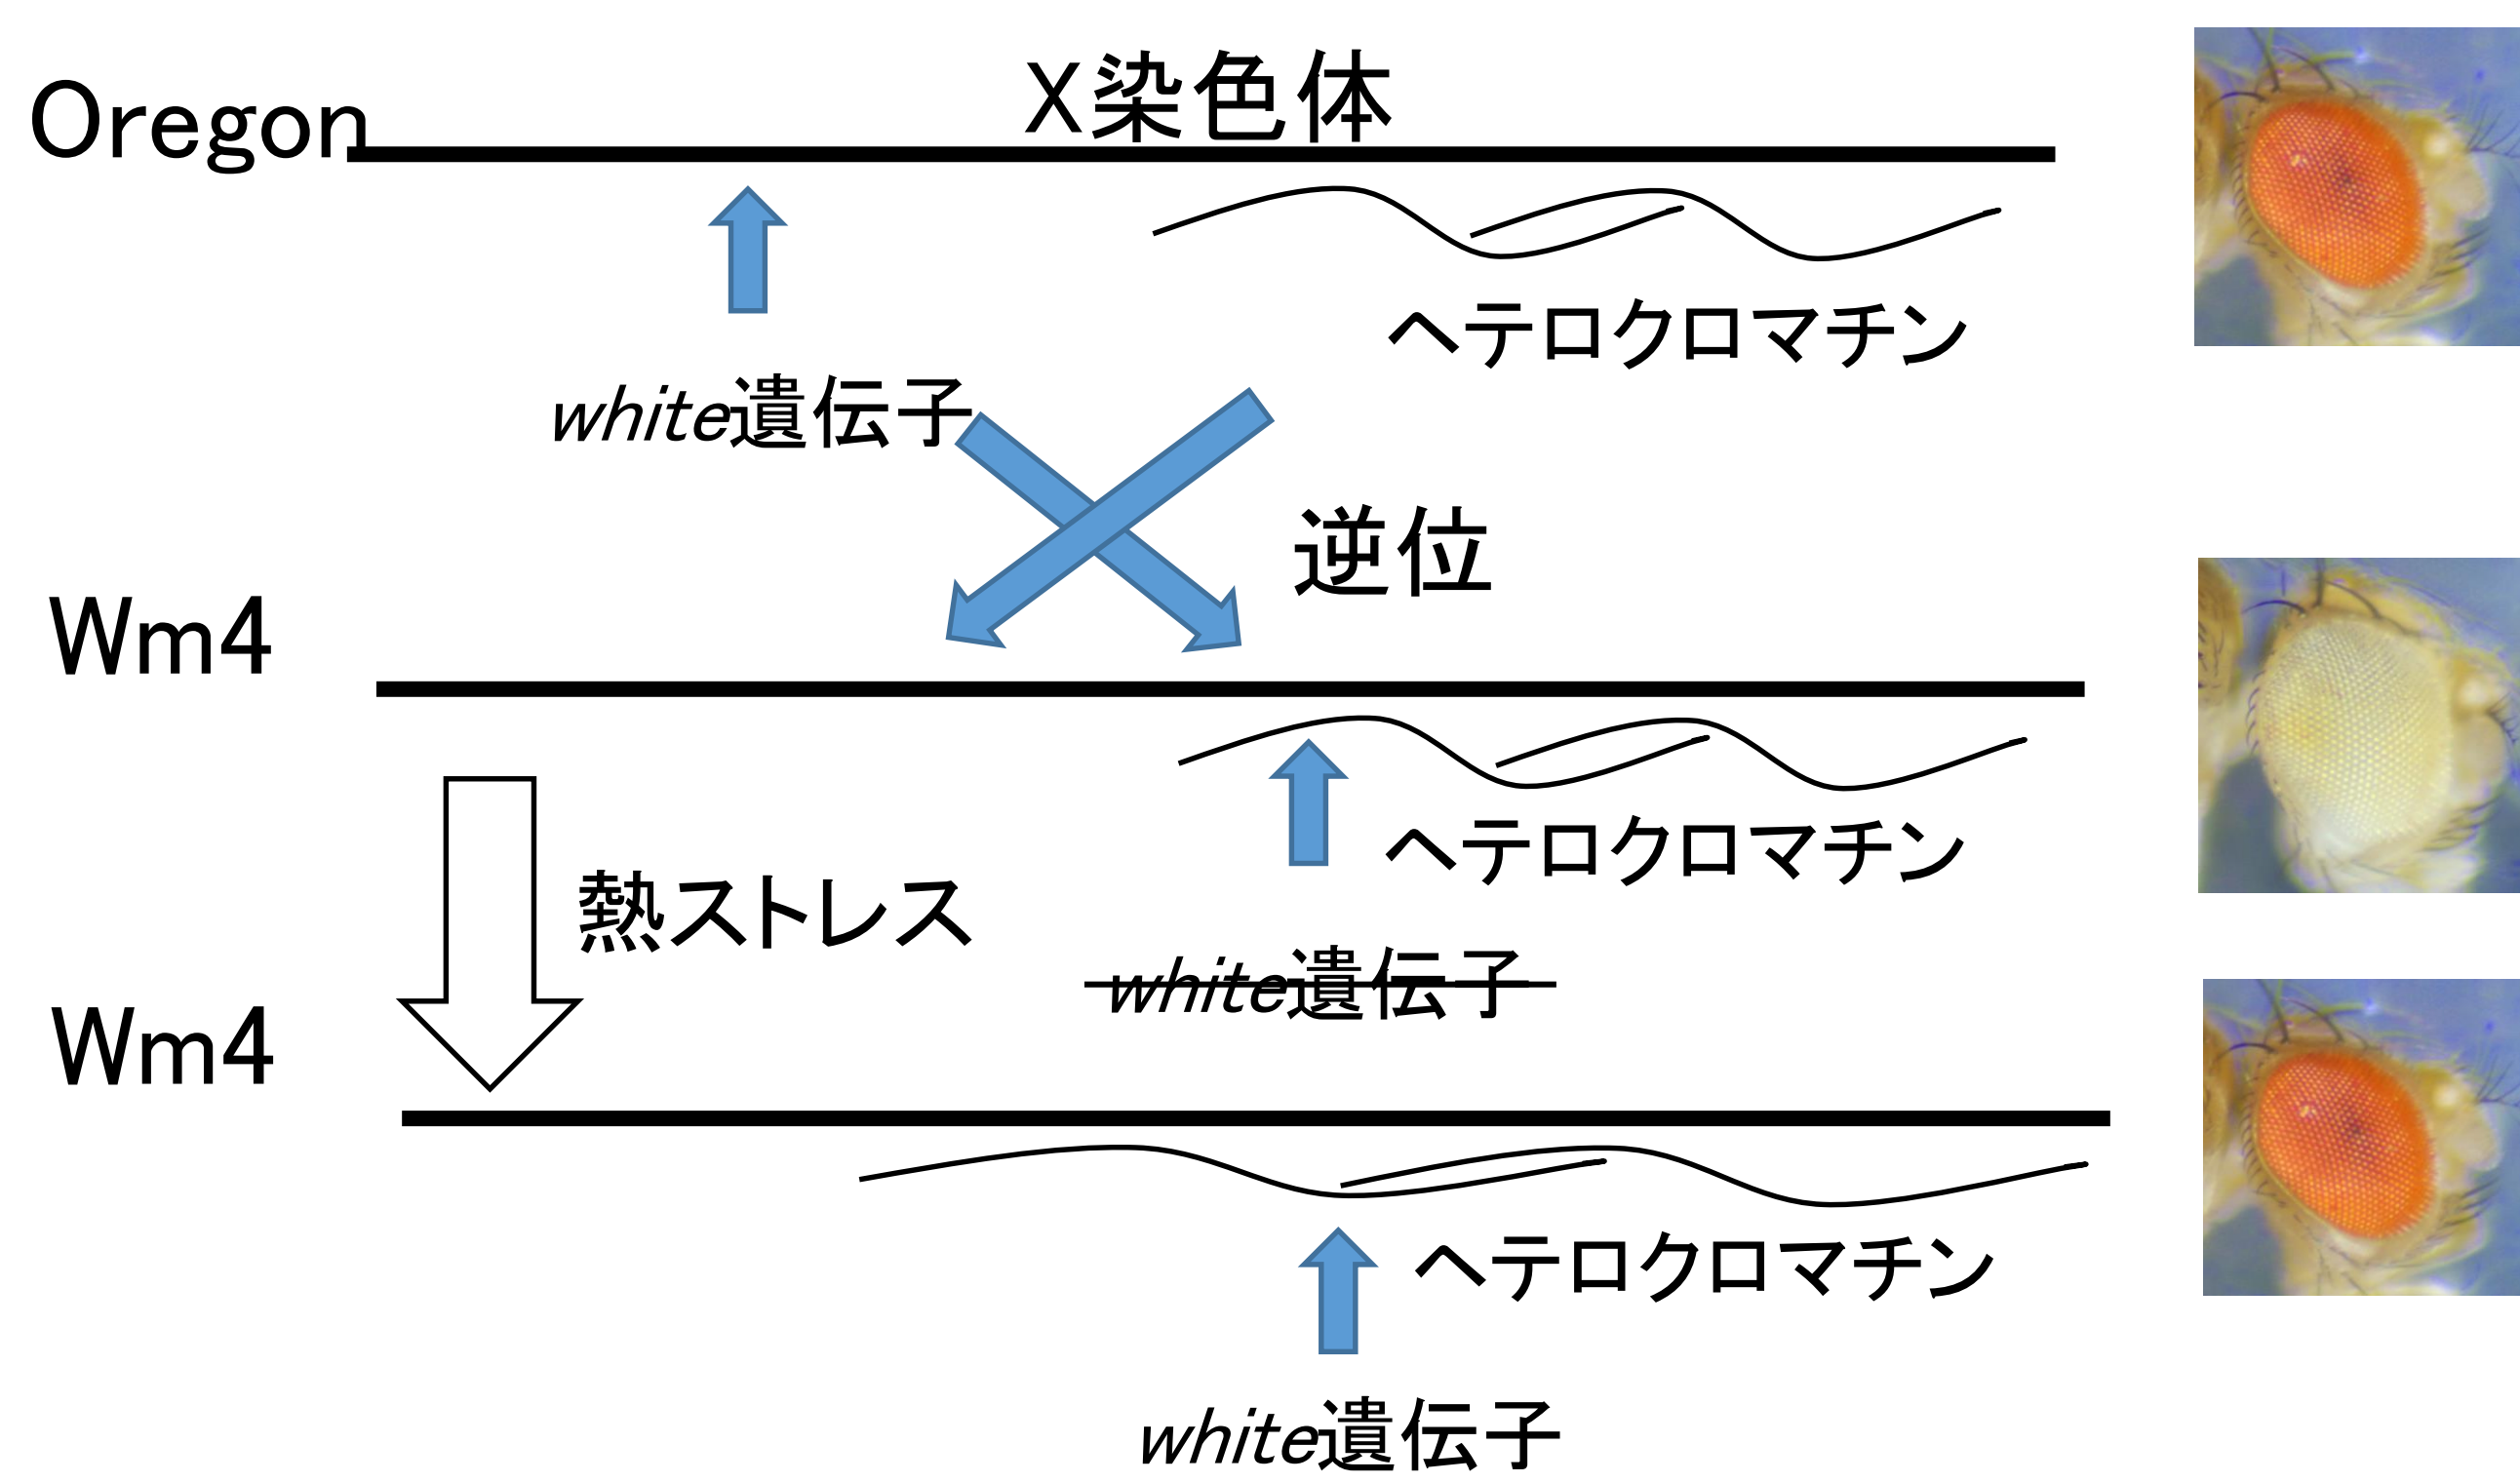 X染色体
Oregon
ヘテロクロマチン
white遺伝子
逆位
Wm4
ヘテロクロマチン
熱ストレス
white遺伝子
Wm4
ヘテロクロマチン
white遺伝子